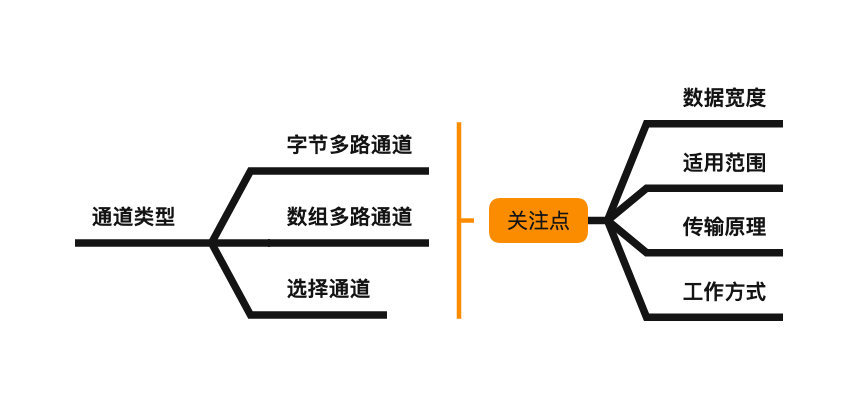 通道类型
字节多路通道
数组多路通道
选择通道
关注点
数据宽度
适用范围
传输原理
工作方式